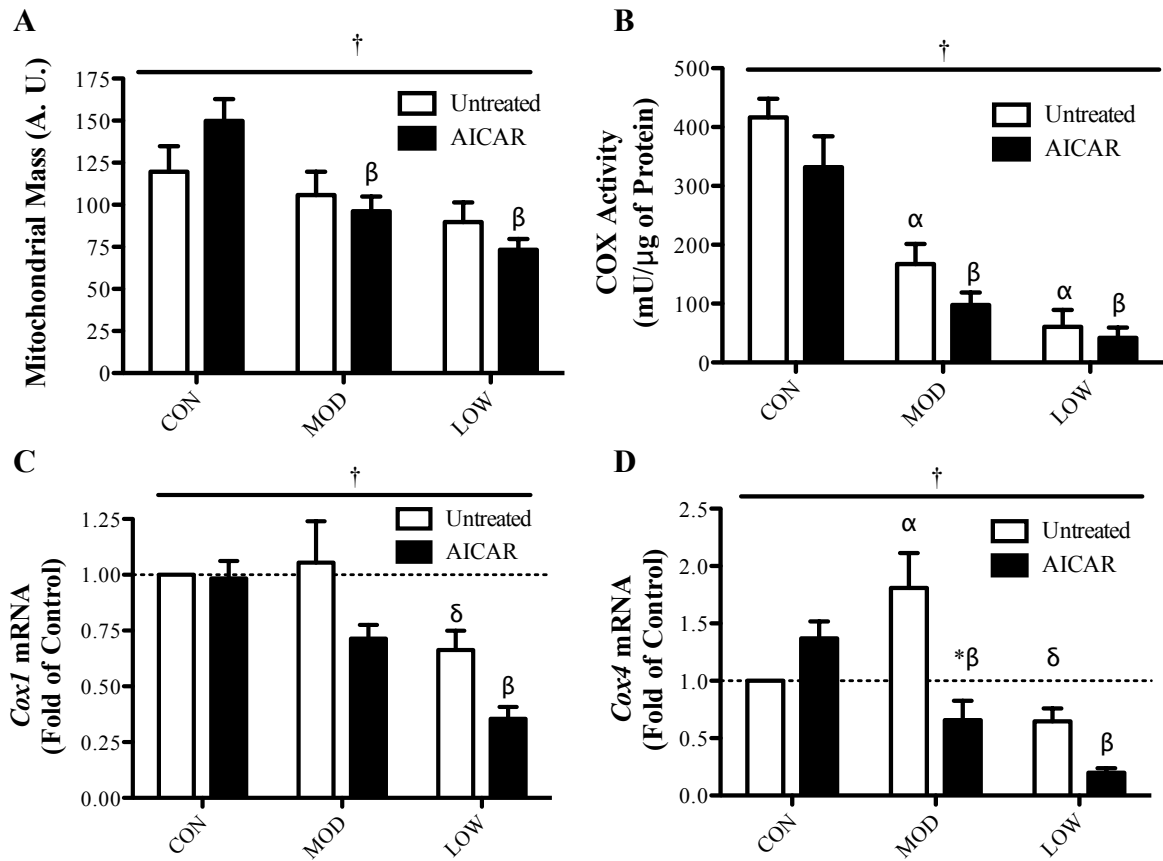 A
†
Mitochondrial Mass (A. U.)
175
150
125
100
75
50
25
0
Untreated
AICAR
β
β
CON
MOD
LOW
B
†
COX Activity
(mU/µg of Protein)
500
400
300
200
100
0
Untreated
AICAR
α
β
α
β
CON
MOD
LOW
C
†
Cox1 mRNA
(Fold of Control)
1.25
1.00
0.75
0.50
0.25
0.00
Untreated
AICAR
δ
β
CON
MOD
LOW
D
†
Cox4 mRNA
(Fold of Control)
2.5
2.0
1.5
1.0
0.5
0.0
Untreated
AICAR
α
*β
δ
β
CON
MOD
LOW